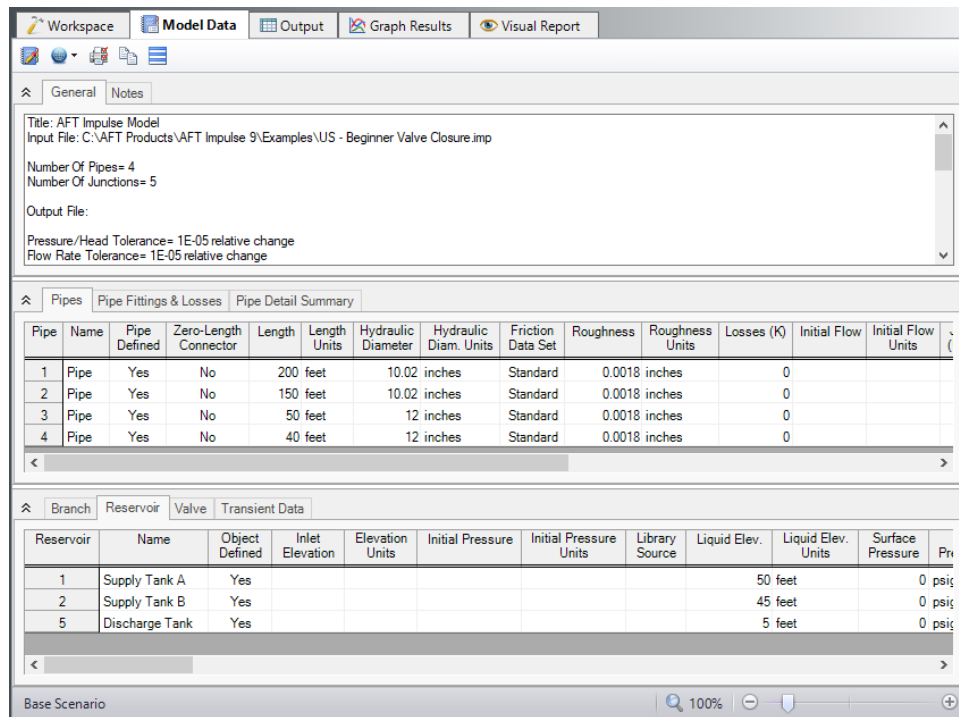 Workspace Model Data Output Graph Results Visual Report
General Notes
Title: AFT Impulse Model
Input File: C:\AFT Products\AFT Impulse 9\Examples\US - Beginner Valve Closure.imp
Number Of Pipes= 4
Number Of Junctions= 5
Output File:
Pressure/Head Tolerance= 1E-05 relative change
Flow Rate Tolerance= 1E-05 relative change
Pipes Pipe Fittings & Losses Pipe Detail Summary
Pipe Name Pipe Defined Zero-Length Connector Length Length Units Hydraulic Diameter Hydraulic Diam. Units Friction Data Set Roughness Roughness Units Losses (K) Initial Flow Initial Flow Units
1 Pipe Yes No 200 feet 10.02 inches Standard 0.0018 inches 0
2 Pipe Yes No 150 feet 10.02 inches Standard 0.0018 inches 0
3 Pipe Yes No 50 feet 12 inches Standard 0.0018 inches 0
4 Pipe Yes No 40 feet 12 inches Standard 0.0018 inches 0
Branch Reservoir Valve Transient Data
Reservoir Name Object Defined Inlet Elevation Elevation Units Initial Pressure Initial Pressure Units Library Source Liquid Elev. Liquid Elev. Units Surface Pressure
1 Supply Tank A Yes 50 feet 0 psig
2 Supply Tank B Yes 45 feet 0 psig
5 Discharge Tank Yes 5 feet 0 psig
Base Scenario 100%